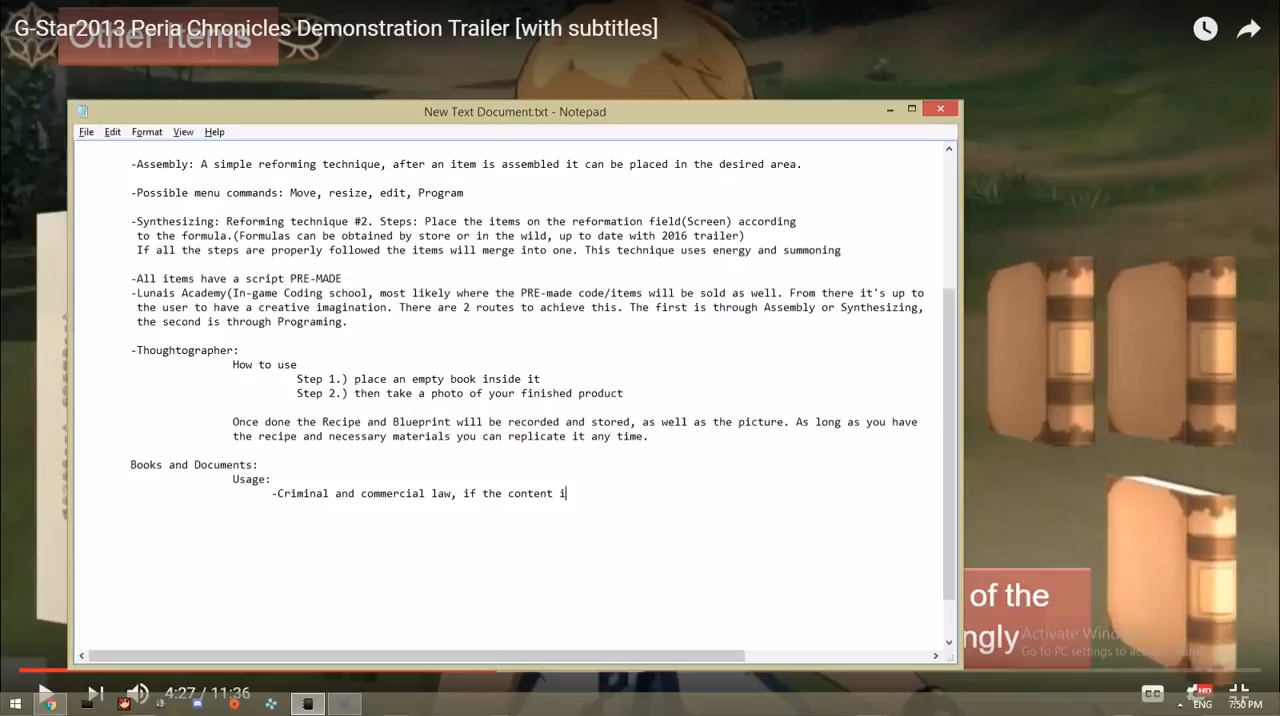 G-Star2013 Peria Chronicles Demonstration Trailer [with subtitles]
Other Items
New Text Document.txt - Notepad
File Edit Format View Help
-Assembly: A simple reforming technique, after an item is assembled it can be placed in the desired area.
-Possible menu commands: Move, resize, edit, Program
-Synthesizing: Reforming technique #2. Steps: Place the items on the reformation field(Screen) according
to the formula.(Formulas can be obtained by store or in the wild, up to date with 2016 trailer)
If all the steps are properly followed the items will merge into one. This technique uses energy and summoning
-All items have a script PRE-MADE
-Lunais Academy(In-game Coding school, most likely where the PRE-made code/items will be sold as well. From there it's up to
the user to have a creative imagination. There are 2 routes to achieve this. The first is through Assembly or Synthesizing,
the second is through Programing.
-Thoughtographer:
How to use
Step 1.) place an empty book inside it
Step 2.) then take a photo of your finished product
Once done the Recipe and Blueprint will be recorded and stored, as well as the picture. As long as you have
the recipe and necessary materials you can replicate it any time.
Books and Documents:
Usage:
-Criminal and commercial law, if the content i
of the
ngly
Activate Wind
Go to PC settings to
4:27 / 11:36
CC
HD
ENG
7:50 PM